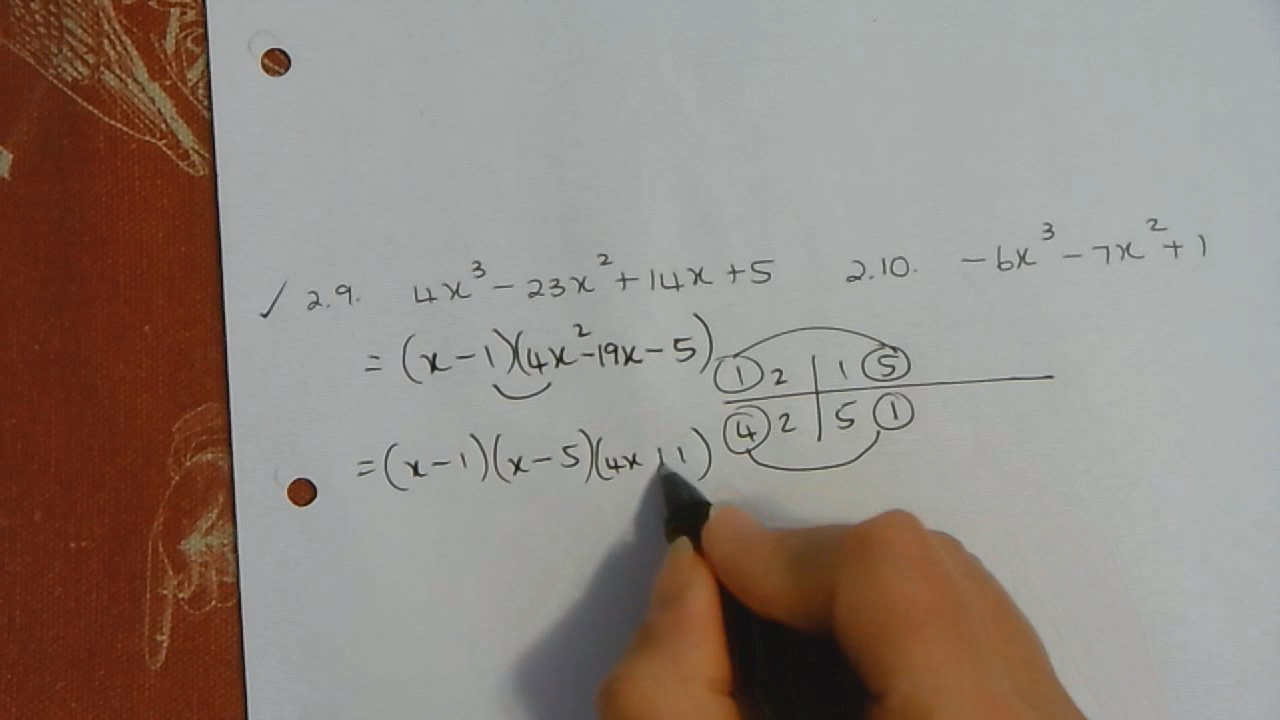 ✓ 2.9. 4x³ - 23x² + 14x + 5 2.10. - 6x³ - 7x² + 1
= (x - 1)(4x² - 19x - 5) 1 2 | 1 5
4 2 | 5 1
= (x - 1)(x - 5)(4x + 1)